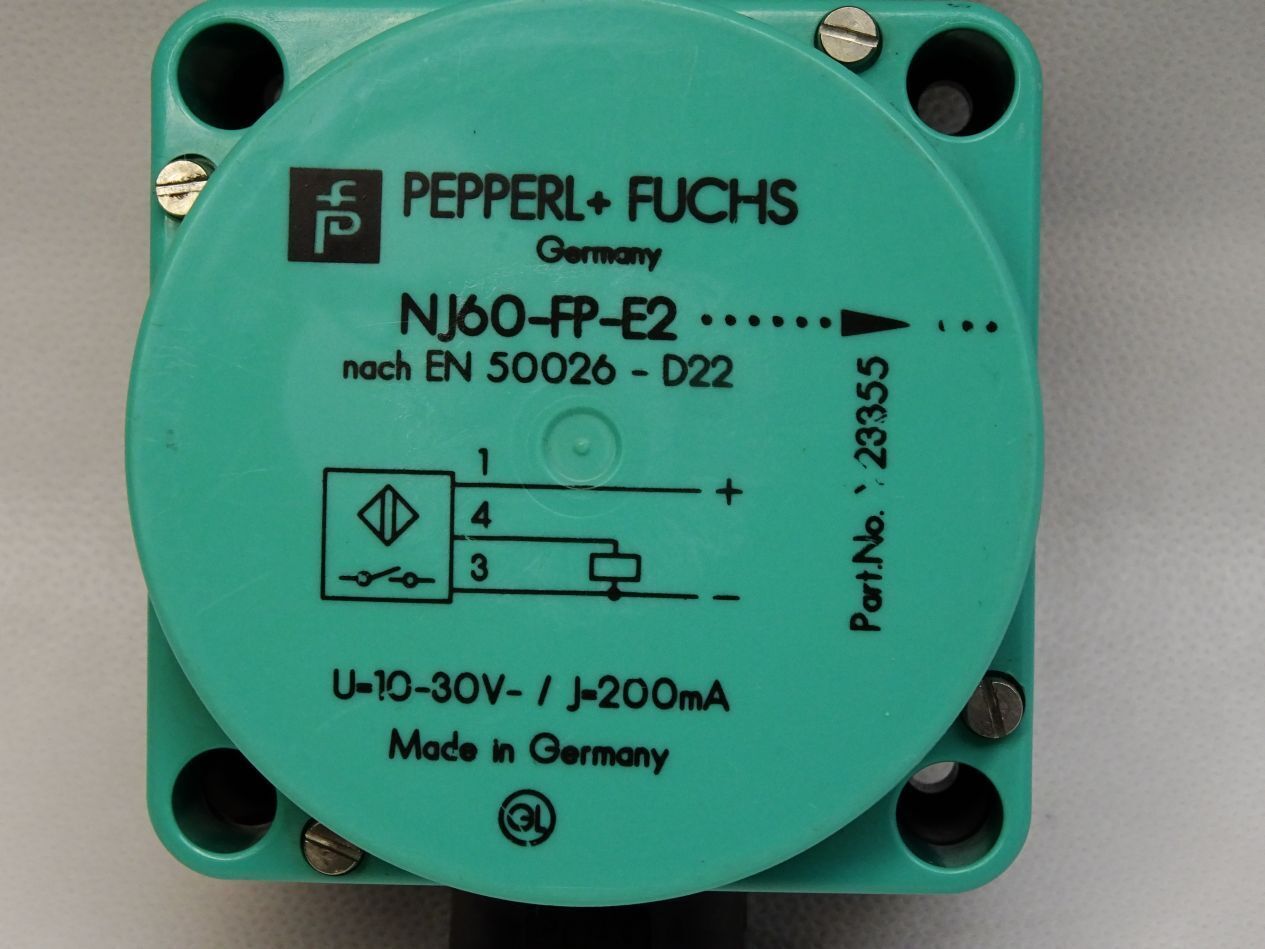 fp PEPPERL+ FUCHS
Germany
NJ60-FP-E2
nach EN 50026 - D22
Part.No. 23355
1
+
4
3
-
U=10-30V- / J=200mA
Made in Germany